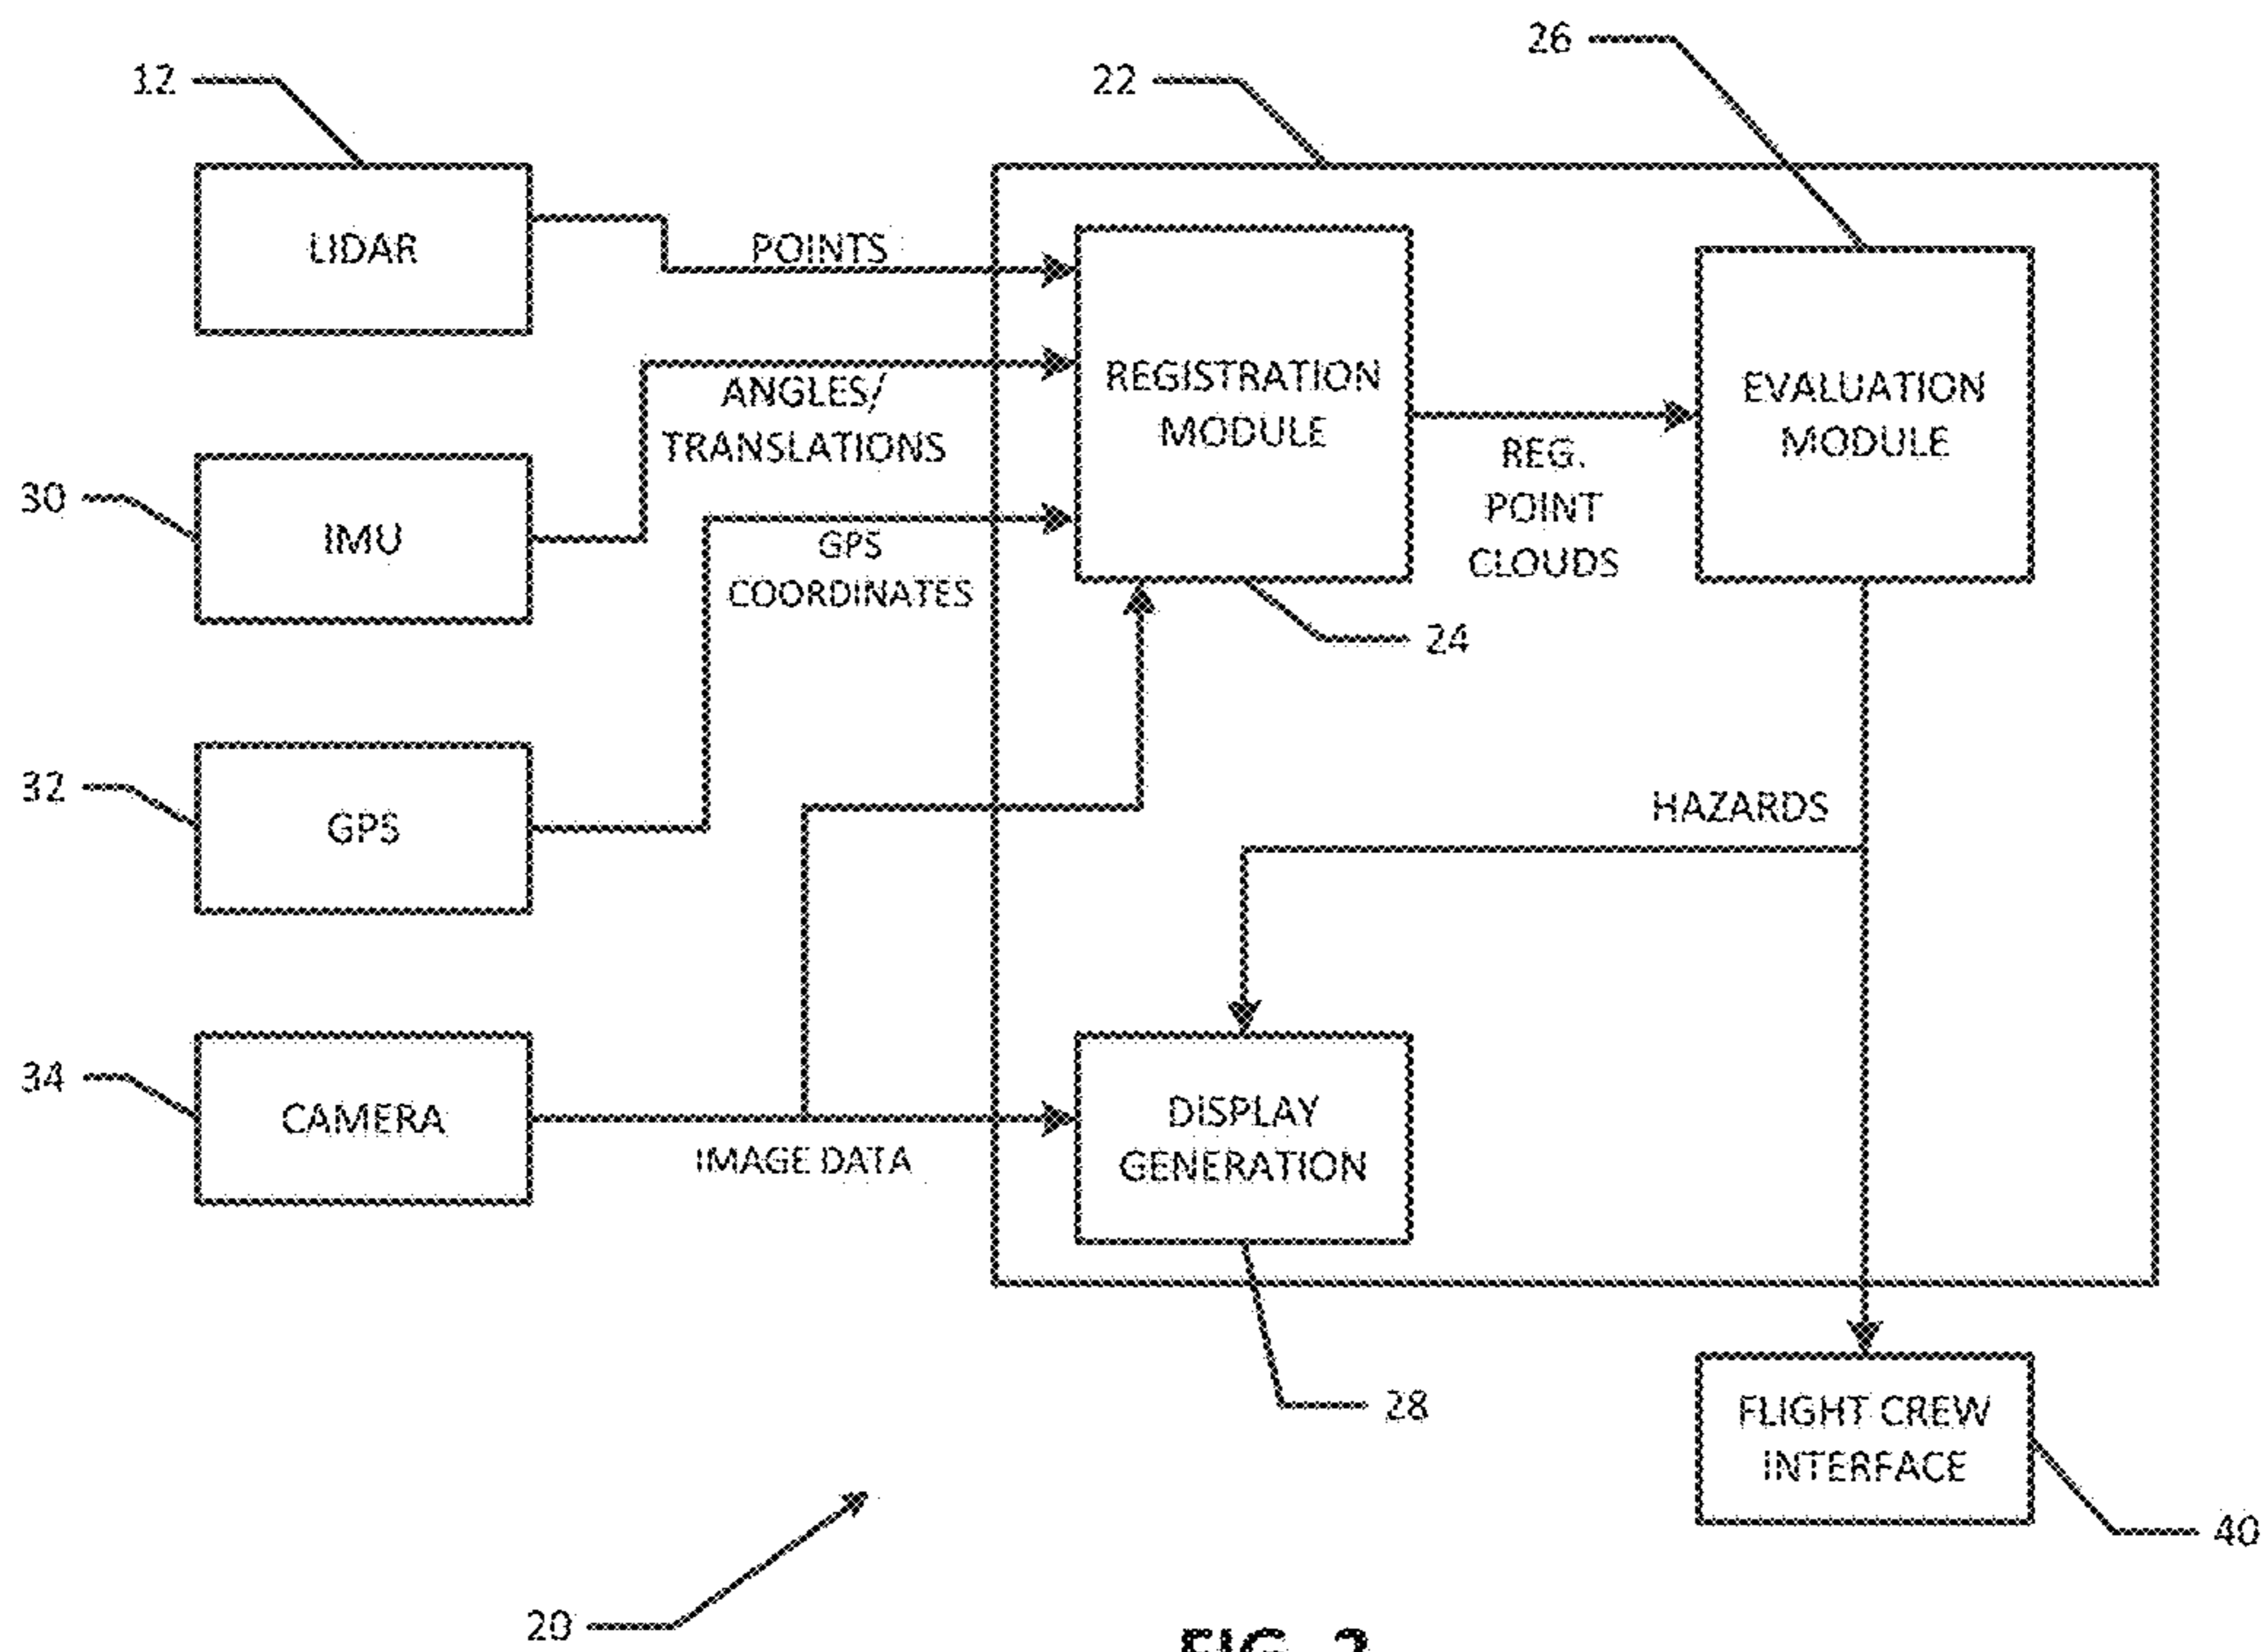 26
12
22
LIDAR
POINTS
REGISTRATION
MODULE
EVALUATION
MODULE
ANGLES/
TRANSLATIONS
REG.
POINT
CLOUDS
30
IMU
GPS
COORDINATES
24
32
GPS
HAZARDS
34
CAMERA
IMAGE DATA
DISPLAY
GENERATION
28
FLIGHT CREW
INTERFACE
40
20